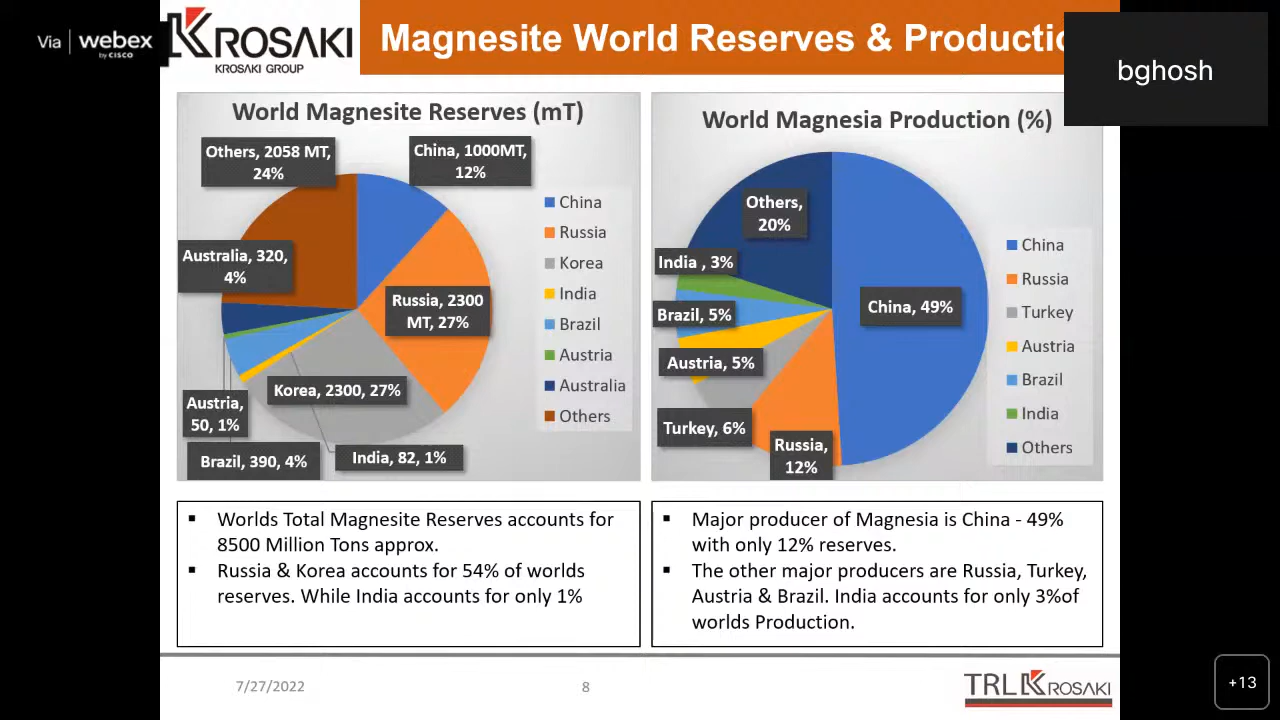 Via webex
by CISCO
KROSAKI
KROSAKI GROUP
Magnesite World Reserves & Productio
bghosh
World Magnesite Reserves (mT)
Others, 2058 MT,
24%
China, 1000MT,
12%
Australia, 320,
4%
Russia, 2300
MT, 27%
Korea, 2300, 27%
Austria,
50, 1%
Brazil, 390, 4%
India, 82, 1%
China
Russia
Korea
India
Brazil
Austria
Australia
Others
World Magnesia Production (%)
Others,
20%
India , 3%
Brazil, 5%
China, 49%
Austria, 5%
Turkey, 6%
Russia,
12%
China
Russia
Turkey
Austria
Brazil
India
Others
▪ Worlds Total Magnesite Reserves accounts for
8500 Million Tons approx.
▪ Russia & Korea accounts for 54% of worlds
reserves. While India accounts for only 1%
▪ Major producer of Magnesia is China - 49%
with only 12% reserves.
▪ The other major producers are Russia, Turkey,
Austria & Brazil. India accounts for only 3%of
worlds Production.
7/27/2022
8
TRL KROSAKI
+13